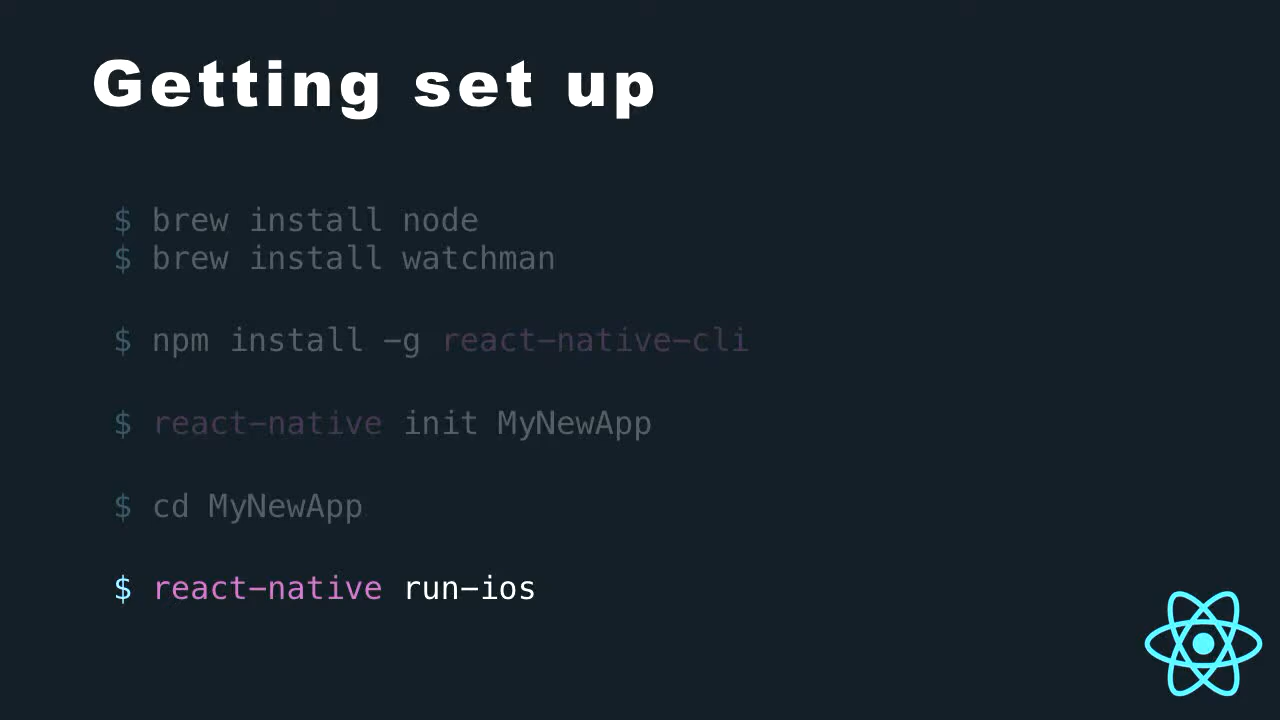 Getting set up
$ brew install node
$ brew install watchman
$ npm install -g react-native-cli
$ react-native init MyNewApp
$ cd MyNewApp
$ react-native run-ios